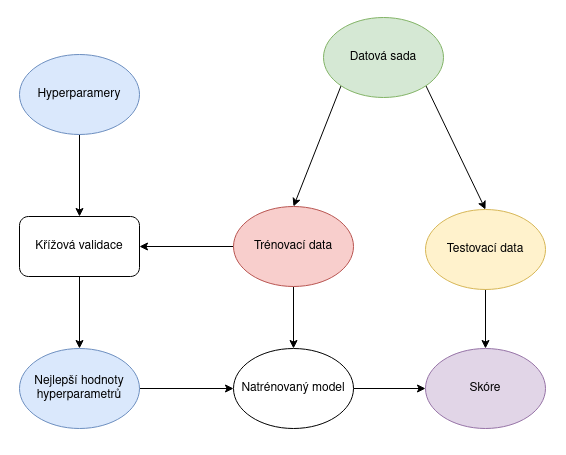 Datová sada
Hyperparamery
Křížová validace
Trénovací data
Testovací data
Nejlepší hodnoty
hyperparametrů
Natrénovaný model
Skóre